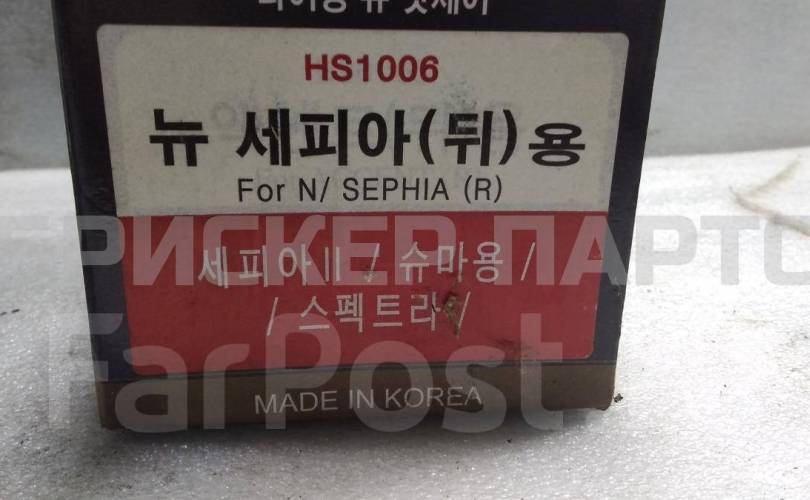 HS1006
뉴 세피아(뒤)용
For N/ SEPHIA (R)
세피아II / 슈마용 /
/ 스펙트라 /
MADE IN KOREA
РИСКЕР ПАРТС
FarPost